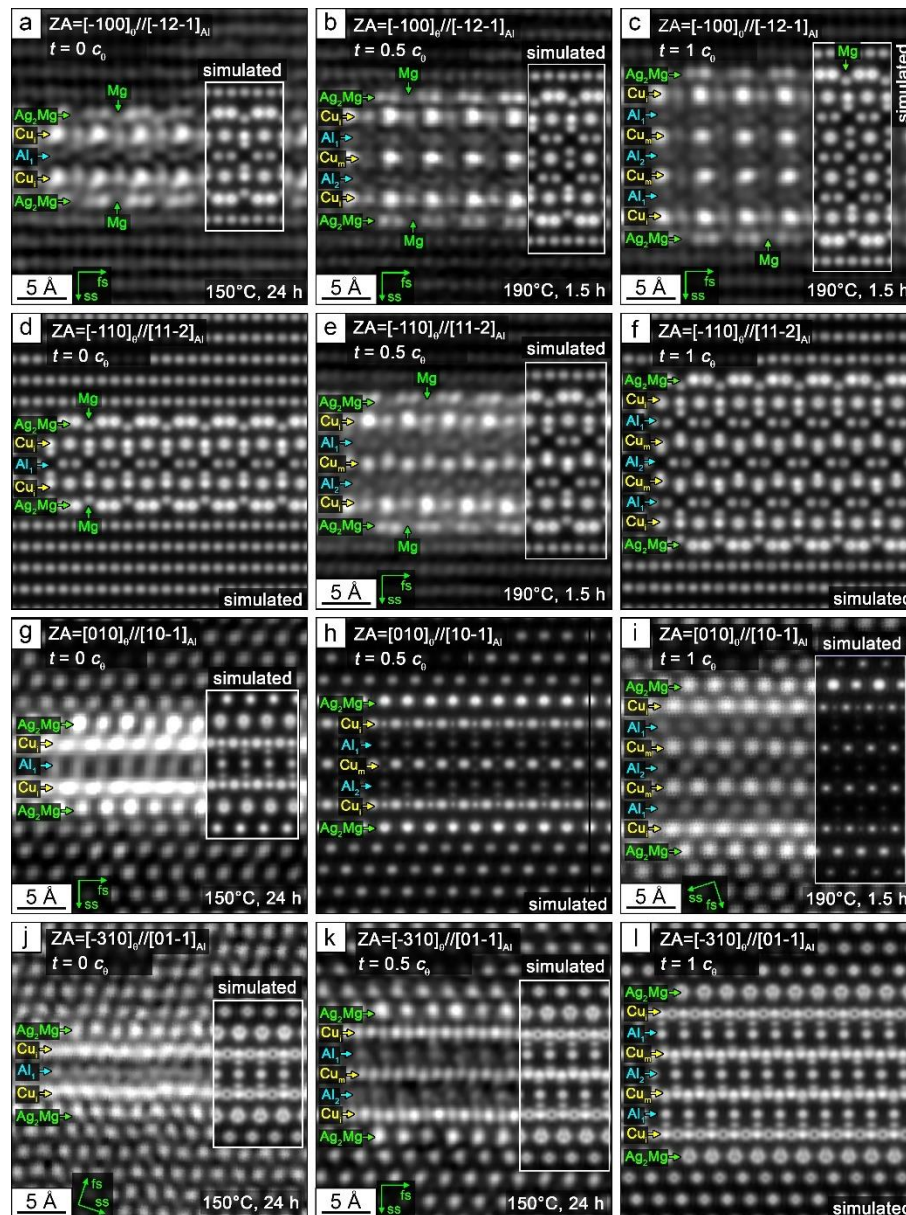 a
ZA=[-100]θ//[-12-1]Al
t = 0 cθ
simulated
Mg
Ag2Mg
Cui
Al1
Cui
Ag2Mg
Mg
5 Å
fs
ss
150°C, 24 h
b
ZA=[-100]θ//[-12-1]Al
t = 0.5 cθ
simulated
Mg
Ag2Mg
Cui
Al1
Cum
Al2
Cui
Ag2Mg
Mg
5 Å
fs
ss
190°C, 1.5 h
c
ZA=[-100]θ//[-12-1]Al
t = 1 cθ
Mg
simulated
Ag2Mg
Cui
Al1
Cum
Al2
Cum
Al1
Cui
Ag2Mg
Mg
5 Å
fs
ss
190°C, 1.5 h
d
ZA=[-110]θ//[11-2]Al
t = 0 cθ
Mg
Ag2Mg
Cui
Al1
Cui
Ag2Mg
Mg
5 Å
simulated
e
ZA=[-110]θ//[11-2]Al
t = 0.5 cθ
simulated
Mg
Ag2Mg
Cui
Al1
Cum
Al2
Cui
Ag2Mg
Mg
5 Å
fs
ss
190°C, 1.5 h
f
ZA=[-110]θ//[11-2]Al
t = 1 cθ
Ag2Mg
Cui
Al1
Cum
Al2
Cum
Al1
Cui
Ag2Mg
5 Å
simulated
g
ZA=[010]θ//[10-1]Al
t = 0 cθ
simulated
Ag2Mg
Cui
Al1
Cui
Ag2Mg
5 Å
fs
ss
150°C, 24 h
h
ZA=[010]θ//[10-1]Al
t = 0.5 cθ
Ag2Mg
Cui
Al1
Cum
Al2
Cui
Ag2Mg
5 Å
simulated
i
ZA=[010]θ//[10-1]Al
t = 1 cθ
simulated
Ag2Mg
Cui
Al1
Cum
Al2
Cum
Al1
Cui
Ag2Mg
5 Å
ss
fs
190°C, 1.5 h
j
ZA=[-310]θ//[01-1]Al
t = 0 cθ
simulated
Ag2Mg
Cui
Al1
Cui
Ag2Mg
5 Å
fs
ss
150°C, 24 h
k
ZA=[-310]θ//[01-1]Al
t = 0.5 cθ
simulated
Ag2Mg
Cui
Al1
Cum
Al2
Cui
Ag2Mg
5 Å
fs
ss
150°C, 24 h
l
ZA=[-310]θ//[01-1]Al
t = 1 cθ
Ag2Mg
Cui
Al1
Cum
Al2
Cum
Al1
Cui
Ag2Mg
5 Å
simulated